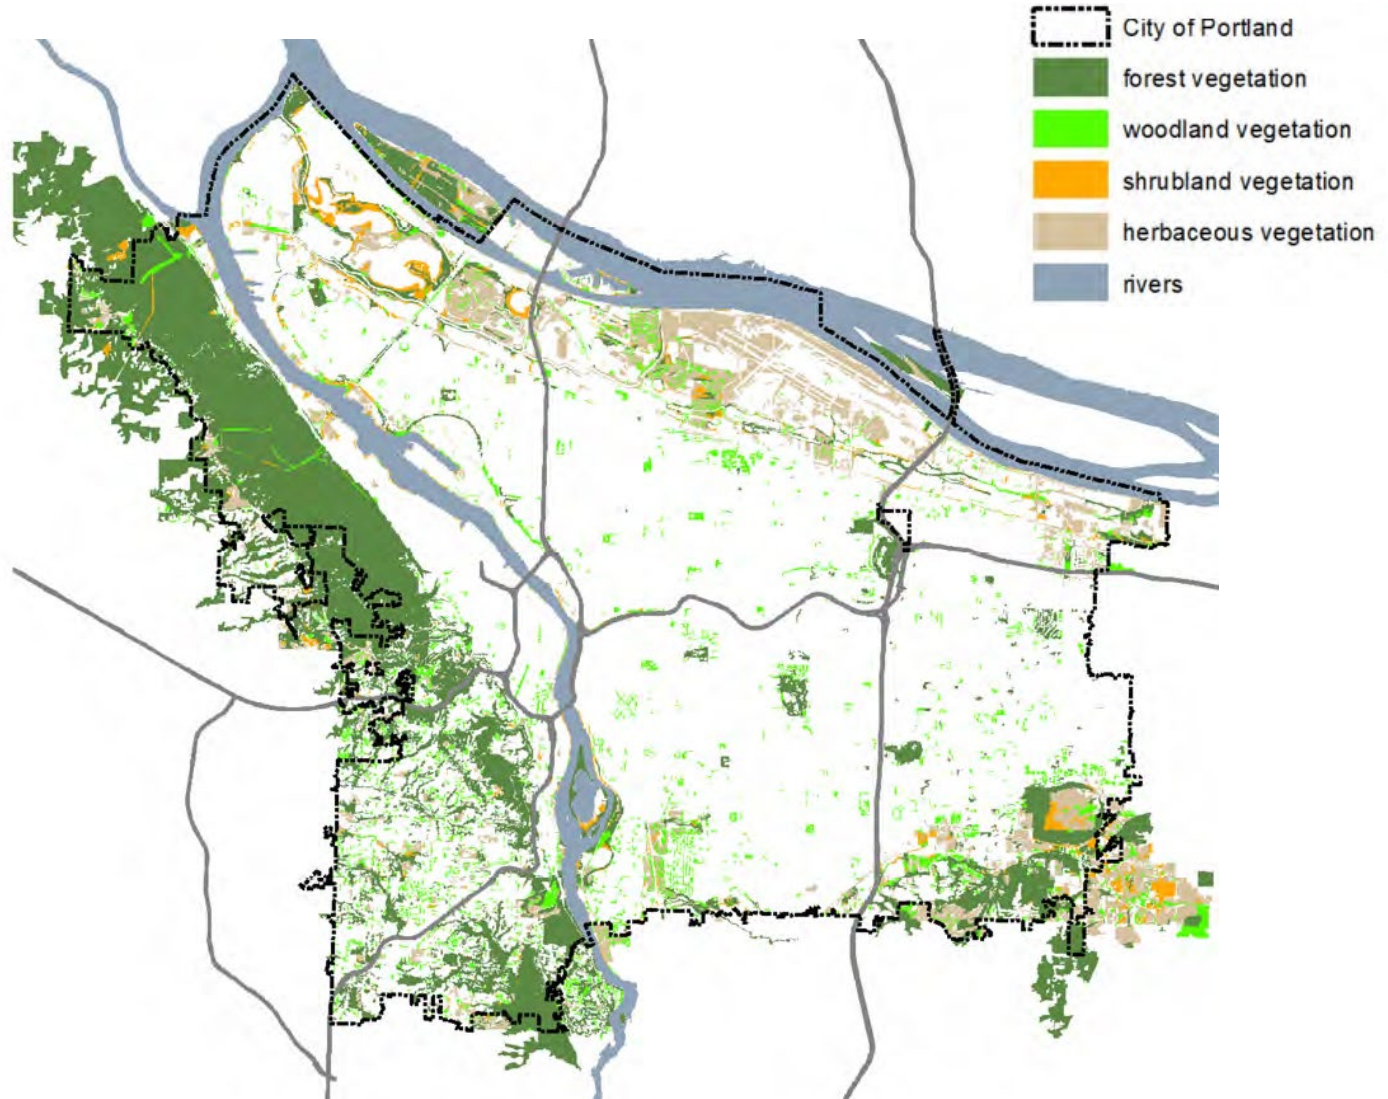 City of Portland
forest vegetation
woodland vegetation
shrubland vegetation
herbaceous vegetation
rivers